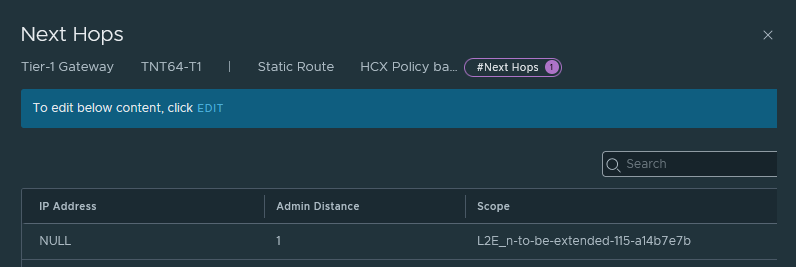 Next Hops
Tier-1 Gateway TNT64-T1 | Static Route HCX Policy ba... #Next Hops 1
To edit below content, click EDIT
Search
IP Address Admin Distance Scope
NULL 1 L2E_n-to-be-extended-115-a14b7e7b